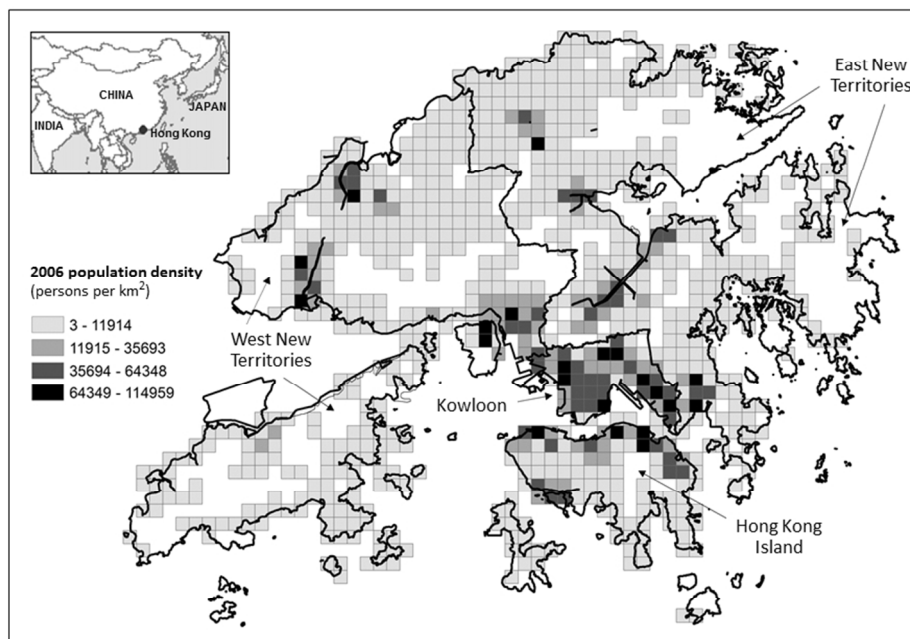 CHINA
JAPAN
INDIA
Hong Kong
East New
Territories
2006 population density
(persons per km²)
3 - 11914
11915 - 35693
35694 - 64348
64349 - 114959
West New
Territories
Kowloon
Hong Kong
Island